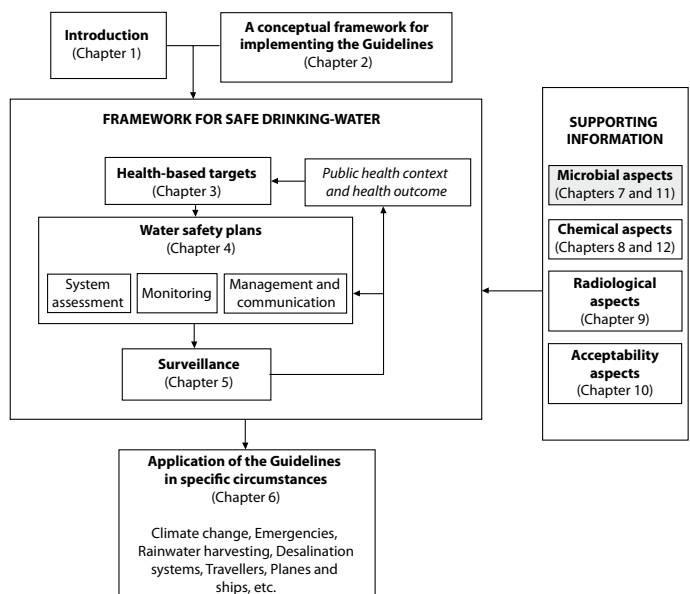 Introduction
(Chapter 1)
A conceptual framework for
implementing the Guidelines
(Chapter 2)
FRAMEWORK FOR SAFE DRINKING-WATER
Health-based targets
(Chapter 3)
Public health context
and health outcome
Water safety plans
(Chapter 4)
System
assessment
Monitoring
Management and
communication
Surveillance
(Chapter 5)
SUPPORTING
INFORMATION
Microbial aspects
(Chapters 7 and 11)
Chemical aspects
(Chapters 8 and 12)
Radiological
aspects
(Chapter 9)
Acceptability
aspects
(Chapter 10)
Application of the Guidelines
in specific circumstances
(Chapter 6)
Climate change, Emergencies,
Rainwater harvesting, Desalination
systems, Travellers, Planes and
ships, etc.